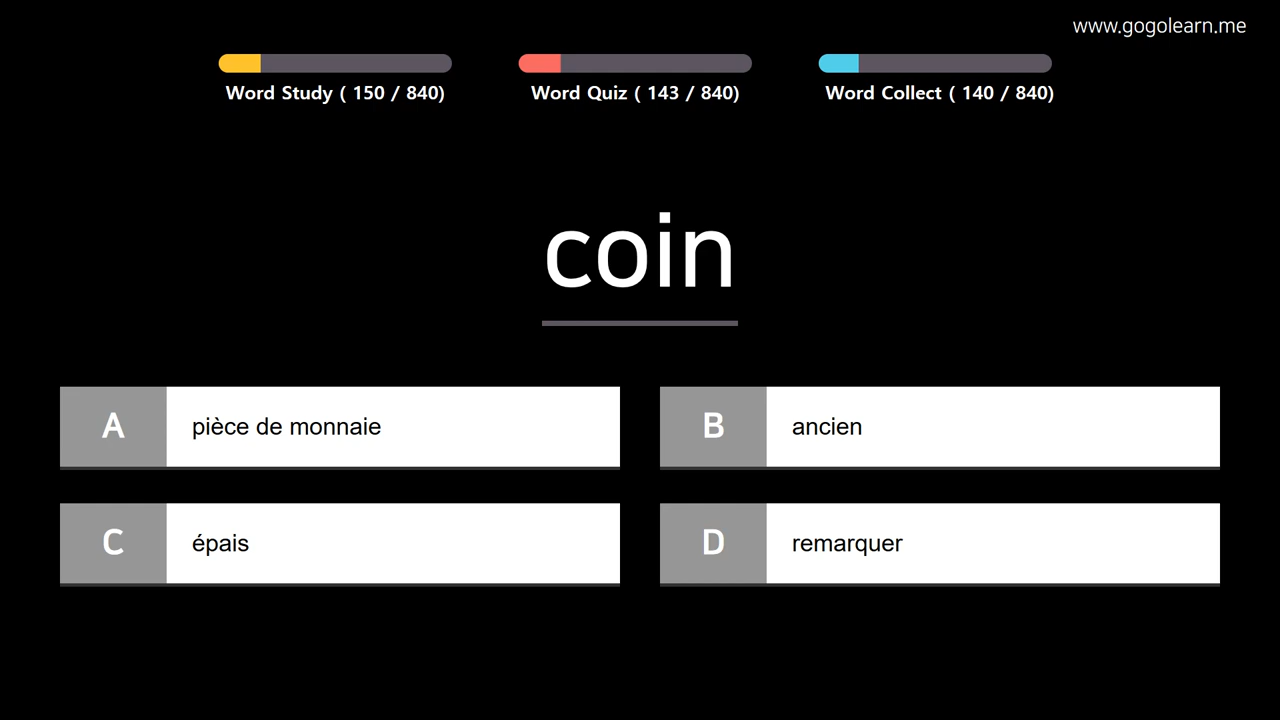 www.gogolearn.me
Word Study ( 150 / 840)
Word Quiz ( 143 / 840)
Word Collect ( 140 / 840)
coin
A pièce de monnaie
B ancien
C épais
D remarquer